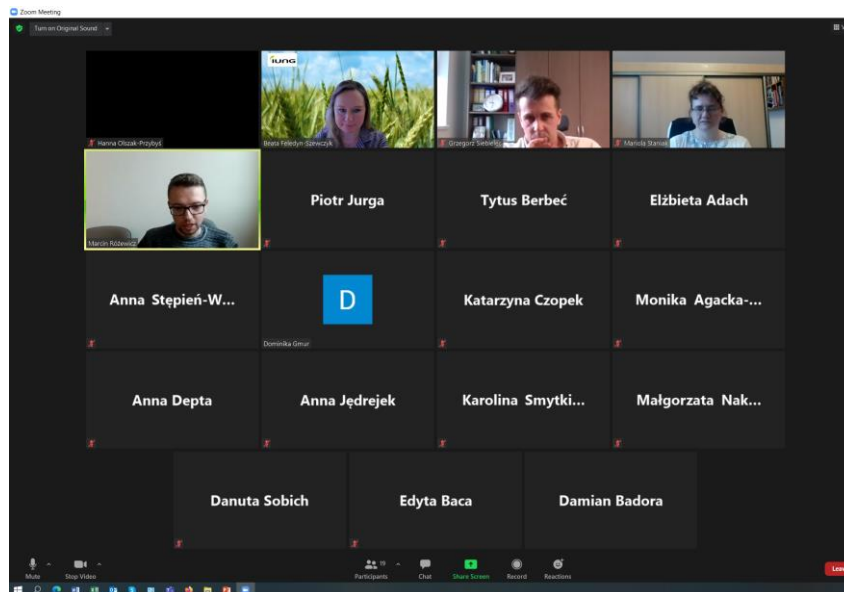 Zoom Meeting
Turn on Original Sound
IUNG
Hanna Olszak-Przybyś
Beata Feledyn-Szewczyk
Grzegorz Siebielec
Mariola Staniak
Marcin Różewicz
Piotr Jurga
Tytus Berbeć
Elżbieta Adach
Anna Stępień-W...
D
Dominika Gmur
Katarzyna Czopek
Monika Agacka-...
Anna Depta
Anna Jędrejek
Karolina Smytki...
Małgorzata Nak...
Danuta Sobich
Edyta Baca
Damian Badora
Mute
Stop Video
19
Participants
Chat
Share Screen
Record
Reactions